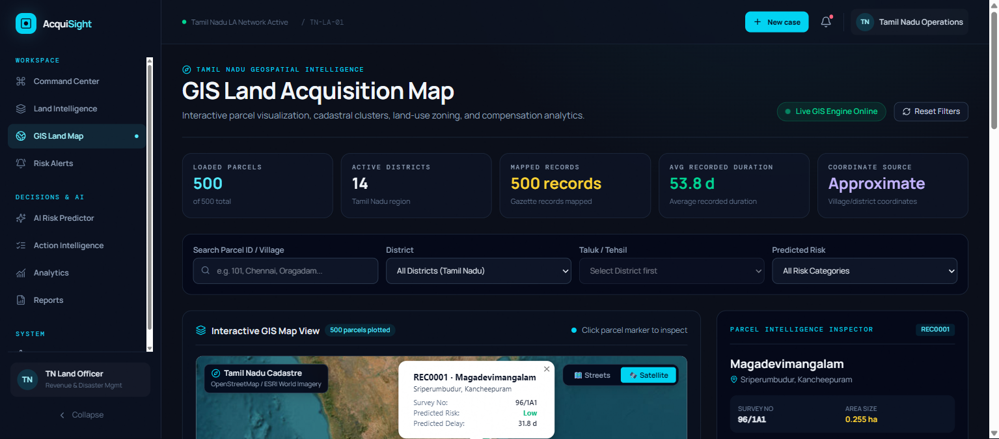 AcquiSight
WORKSPACE
Command Center
Land Intelligence
GIS Land Map
Risk Alerts
DECISIONS & AI
AI Risk Predictor
Action Intelligence
Analytics
Reports
SYSTEM
TN
TN Land Officer
Revenue & Disaster Mgmt
Collapse
Tamil Nadu LA Network Active / TN-LA-01
New case
TN
Tamil Nadu Operations
TAMIL NADU GEOSPATIAL INTELLIGENCE
GIS Land Acquisition Map
Interactive parcel visualization, cadastral clusters, land-use zoning, and compensation analytics.
Live GIS Engine Online
Reset Filters
LOADED PARCELS
500
of 500 total
ACTIVE DISTRICTS
14
Tamil Nadu region
MAPPED RECORDS
500 records
Gazette records mapped
AVG RECORDED DURATION
53.8 d
Average recorded duration
COORDINATE SOURCE
Approximate
Village/district coordinates
Search Parcel ID / Village
e.g. 101, Chennai, Oragadam...
District
All Districts (Tamil Nadu)
Taluk / Tehsil
Select District first
Predicted Risk
All Risk Categories
Interactive GIS Map View
500 parcels plotted
Click parcel marker to inspect
Tamil Nadu Cadastre
OpenStreetMap / ESRI World Imagery
REC0001 · Magadevimangalam
Sriperumbudur, Kancheepuram
Survey No: 96/1A1
Predicted Risk: Low
Predicted Delay: 31.8 d
Streets
Satellite
PARCEL INTELLIGENCE INSPECTOR
REC0001
Magadevimangalam
Sriperumbudur, Kancheepuram
SURVEY NO
96/1A1
AREA SIZE
0.255 ha